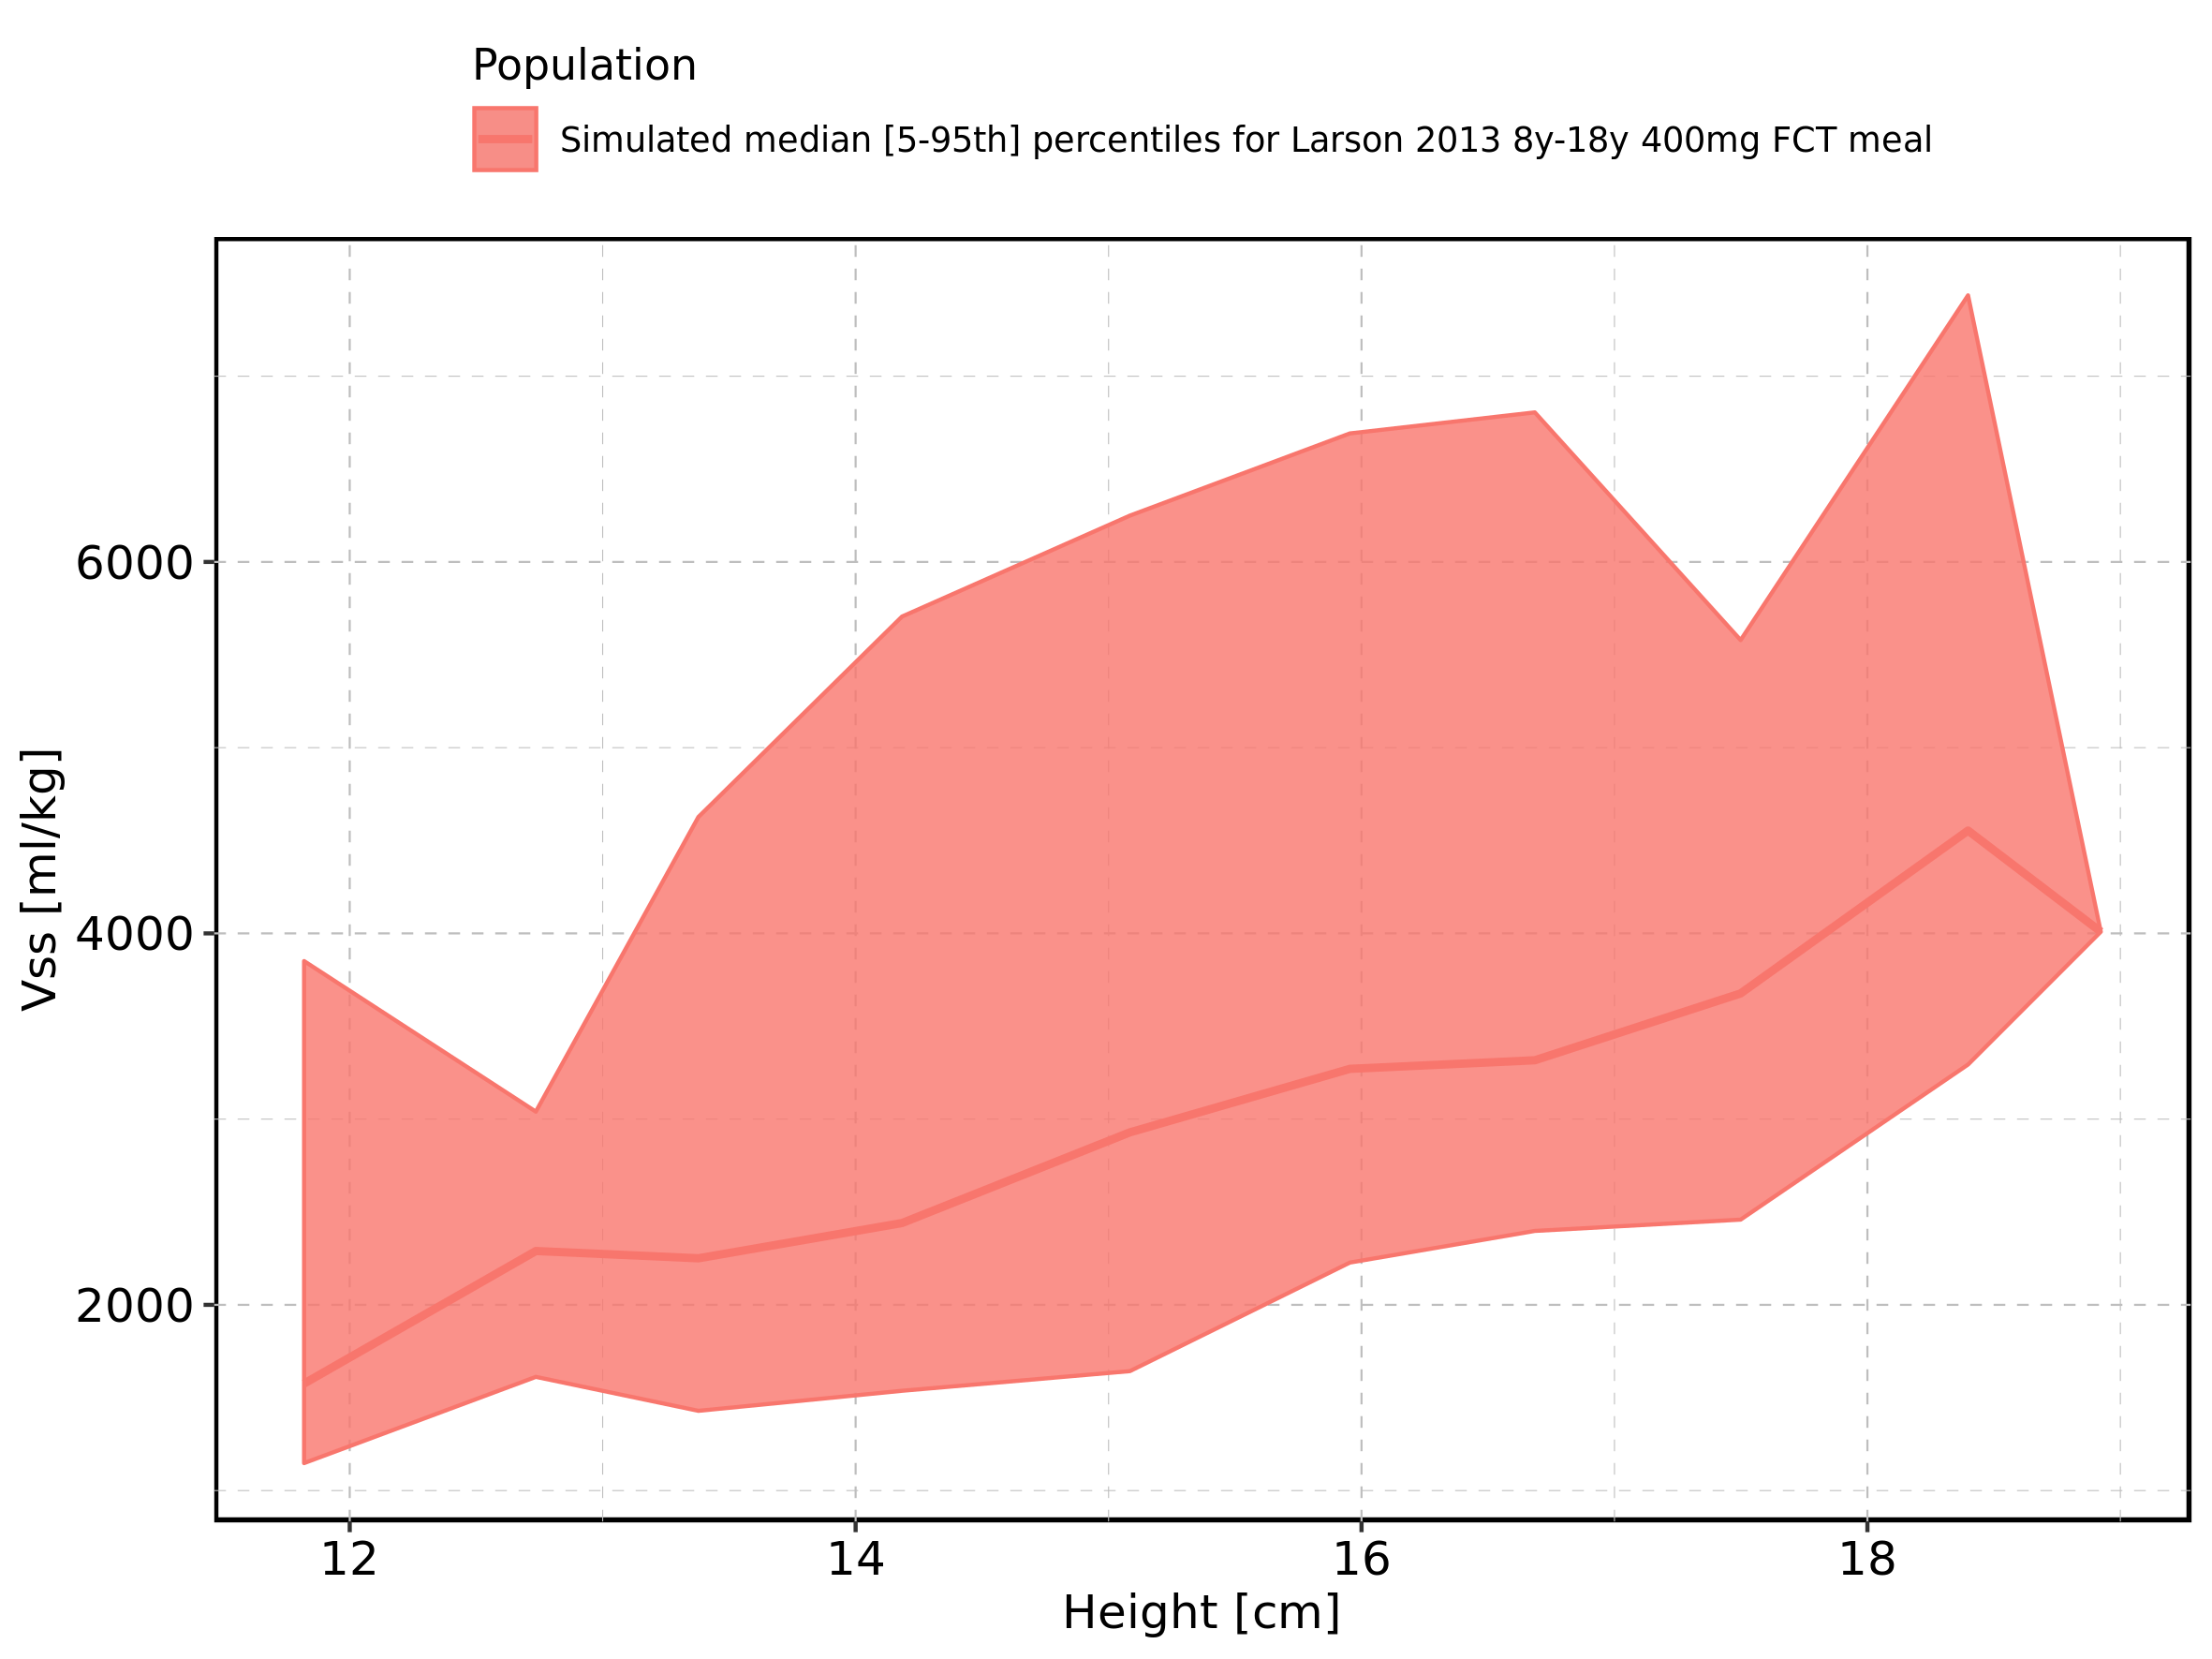 Population
Simulated median [5-95th] percentiles for Larson 2013 8y-18y 400mg FCT meal
6000
4000
2000
Vss [ml/kg]
12 14 16 18
Height [cm]